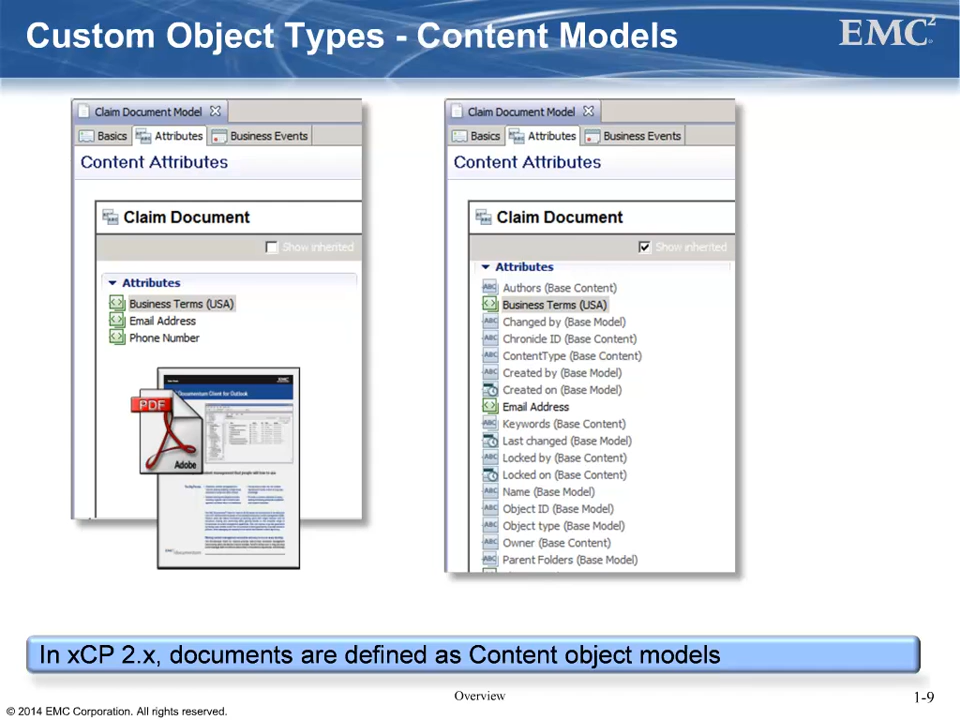 Custom Object Types - Content Models
EMC²
Claim Document Model
Basics Attributes Business Events
Content Attributes
Claim Document
Show inherited
Attributes
Business Terms (USA)
Email Address
Phone Number
EMC
Documentum Client for Outlook
PDF
Adobe
Claim Document Model
Basics Attributes Business Events
Content Attributes
Claim Document
Show inherited
Attributes
Authors (Base Content)
Business Terms (USA)
Changed by (Base Model)
Chronicle ID (Base Content)
ContentType (Base Content)
Created by (Base Model)
Created on (Base Model)
Email Address
Keywords (Base Content)
Last changed (Base Model)
Locked by (Base Content)
Locked on (Base Content)
Name (Base Model)
Object ID (Base Model)
Object type (Base Model)
Owner (Base Content)
Parent Folders (Base Model)
In xCP 2.x, documents are defined as Content object models
Overview
1-9
© 2014 EMC Corporation. All rights reserved.